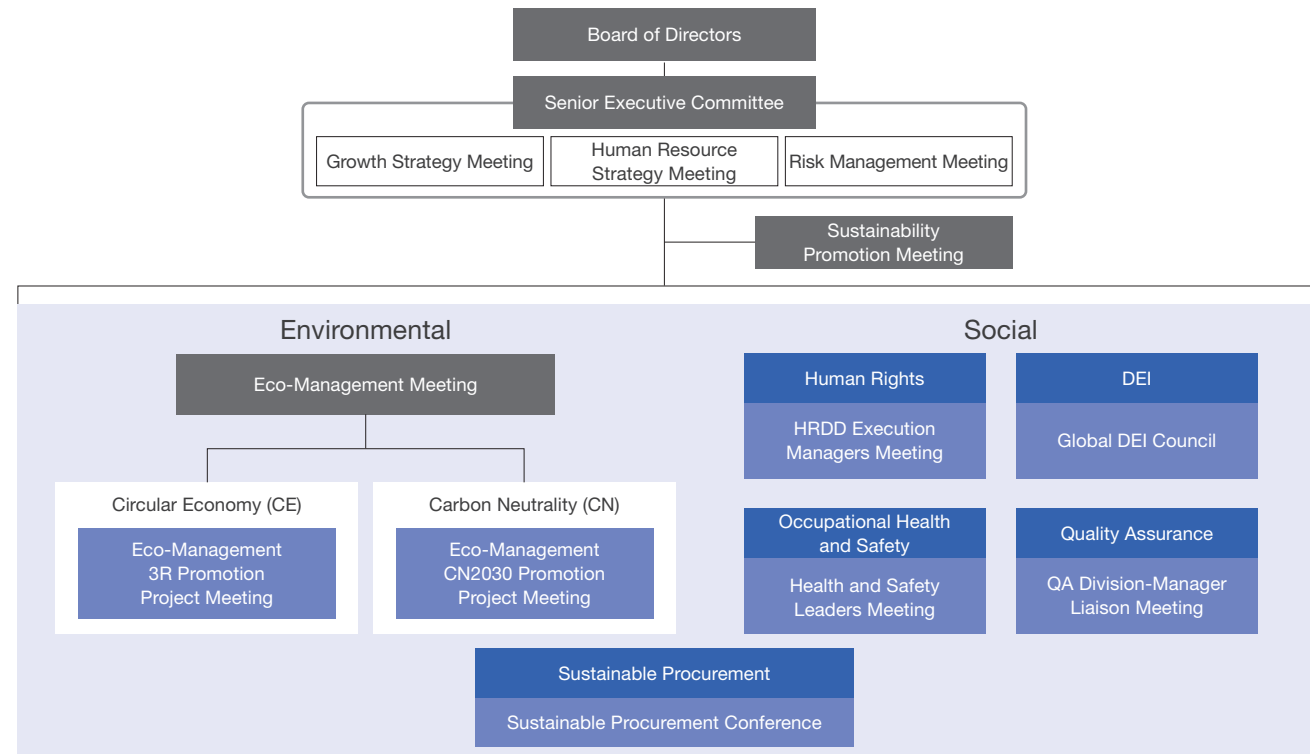 Board of Directors
Senior Executive Committee
Growth Strategy Meeting
Human Resource
Strategy Meeting
Risk Management Meeting
Sustainability
Promotion Meeting
Environmental
Eco-Management Meeting
Circular Economy (CE)
Eco-Management
3R Promotion
Project Meeting
Carbon Neutrality (CN)
Eco-Management
CN2030 Promotion
Project Meeting
Social
Human Rights
HRDD Execution
Managers Meeting
DEI
Global DEI Council
Occupational Health
and Safety
Health and Safety
Leaders Meeting
Quality Assurance
QA Division-Manager
Liaison Meeting
Sustainable Procurement
Sustainable Procurement Conference